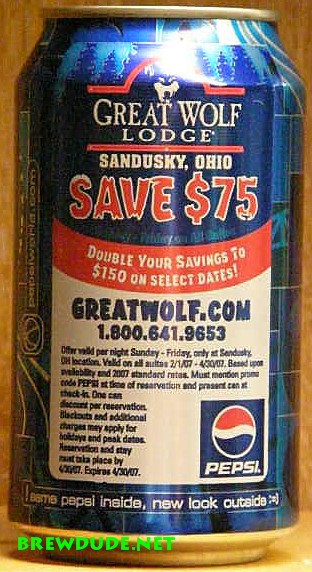 GREAT WOLF
LODGE®
SANDUSKY, OHIO
SAVE $75
DOUBLE YOUR SAVINGS TO
$150 ON SELECT DATES!
GREATWOLF.COM
1.800.641.9653
Offer valid per night Sunday - Friday, only at Sandusky,
OH location. Valid on all suites 2/1/07 - 4/30/07. Based upon
availability and 2007 standard rates. Must mention promo
code PEPSI at time of reservation and present can at
check-in. One can
discount per reservation.
Blackouts and additional
charges may apply for
holidays and peak dates.
Reservation and stay
must take place by
4/30/07. Expires 4/30/07.
PEPSI.
same pepsi inside, new look outside :=)
pepsiworld.com
BREWDUDE.NET